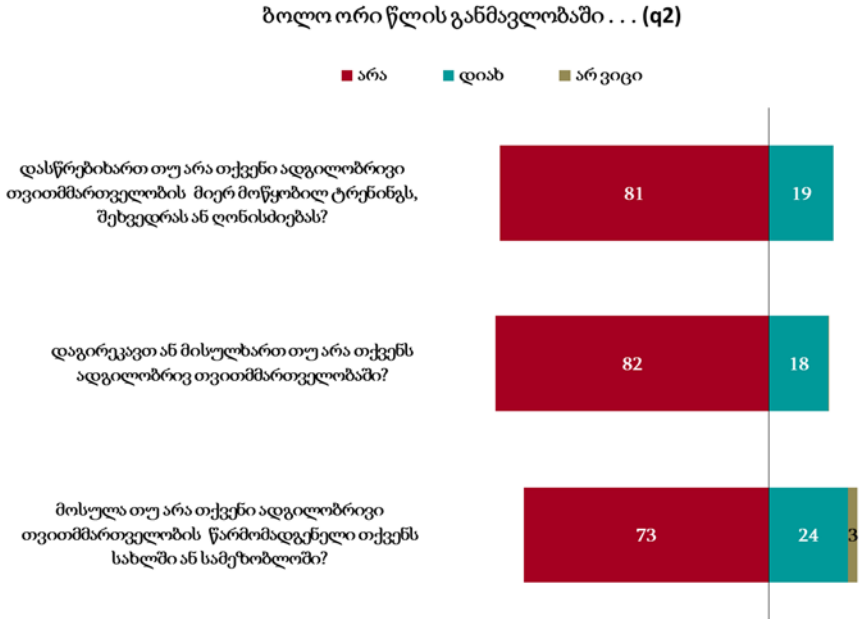 ბოლო ორი წლის განმავლობაში . . . (q2)
არა დიახ არ ვიცი
დასწრებიხართ თუ არა თქვენი ადგილობრივი
თვითმმართველობის მიერ მოწყობილ ტრენინგს,
შეხვედრას ან ღონისძიებას?
81 19
დაგირეკავთ ან მისულხართ თუ არა თქვენს
ადგილობრივ თვითმმართველობაში?
82 18
მოსულა თუ არა თქვენი ადგილობრივი
თვითმმართველობის წარმომადგენელი თქვენს
სახლში ან სამეზობლოში?
73 24 3